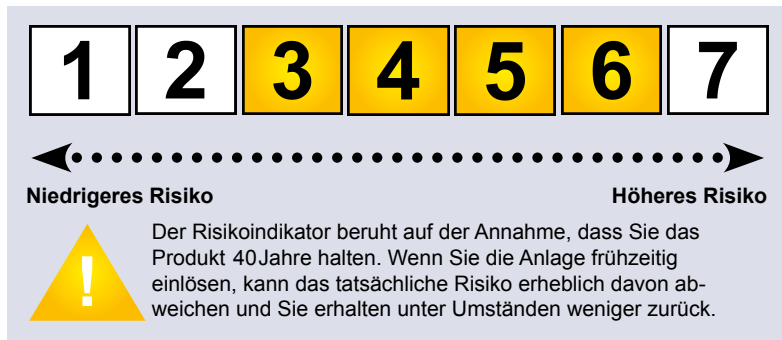 1 2 3 4 5 6 7
Niedrigeres Risiko Höheres Risiko
! Der Risikoindikator beruht auf der Annahme, dass Sie das
Produkt 40Jahre halten. Wenn Sie die Anlage frühzeitig
einlösen, kann das tatsächliche Risiko erheblich davon ab-
weichen und Sie erhalten unter Umständen weniger zurück.